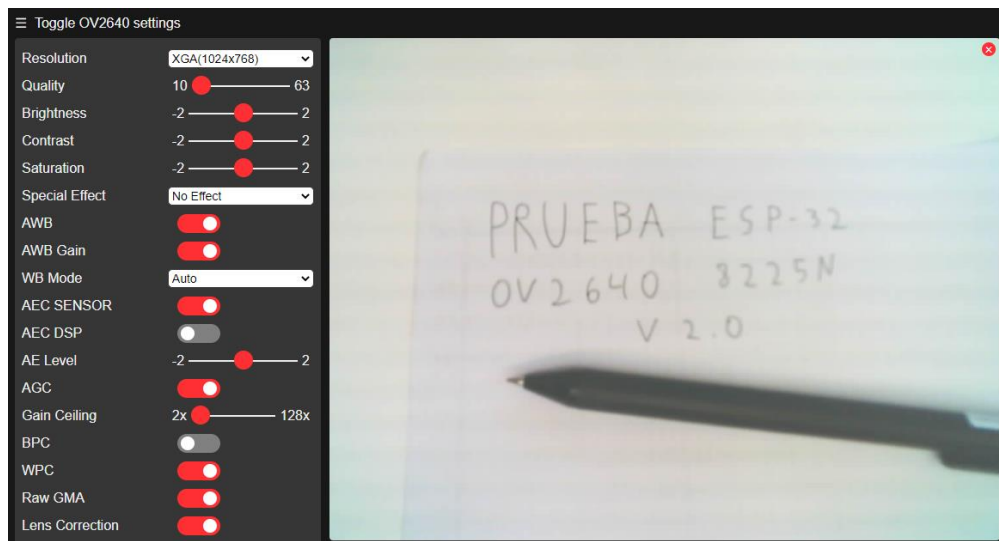 ☰ Toggle OV2640 settings
Resolution XGA(1024x768)
Quality 10 63
Brightness -2 2
Contrast -2 2
Saturation -2 2
Special Effect No Effect
AWB
AWB Gain
WB Mode Auto
AEC SENSOR
AEC DSP
AE Level -2 2
AGC
Gain Ceiling 2x 128x
BPC
WPC
Raw GMA
Lens Correction
PRUEBA ESP-32
OV2640 8225N
V 2.0